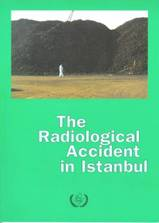 The
Radiological
Accident
in Istanbul